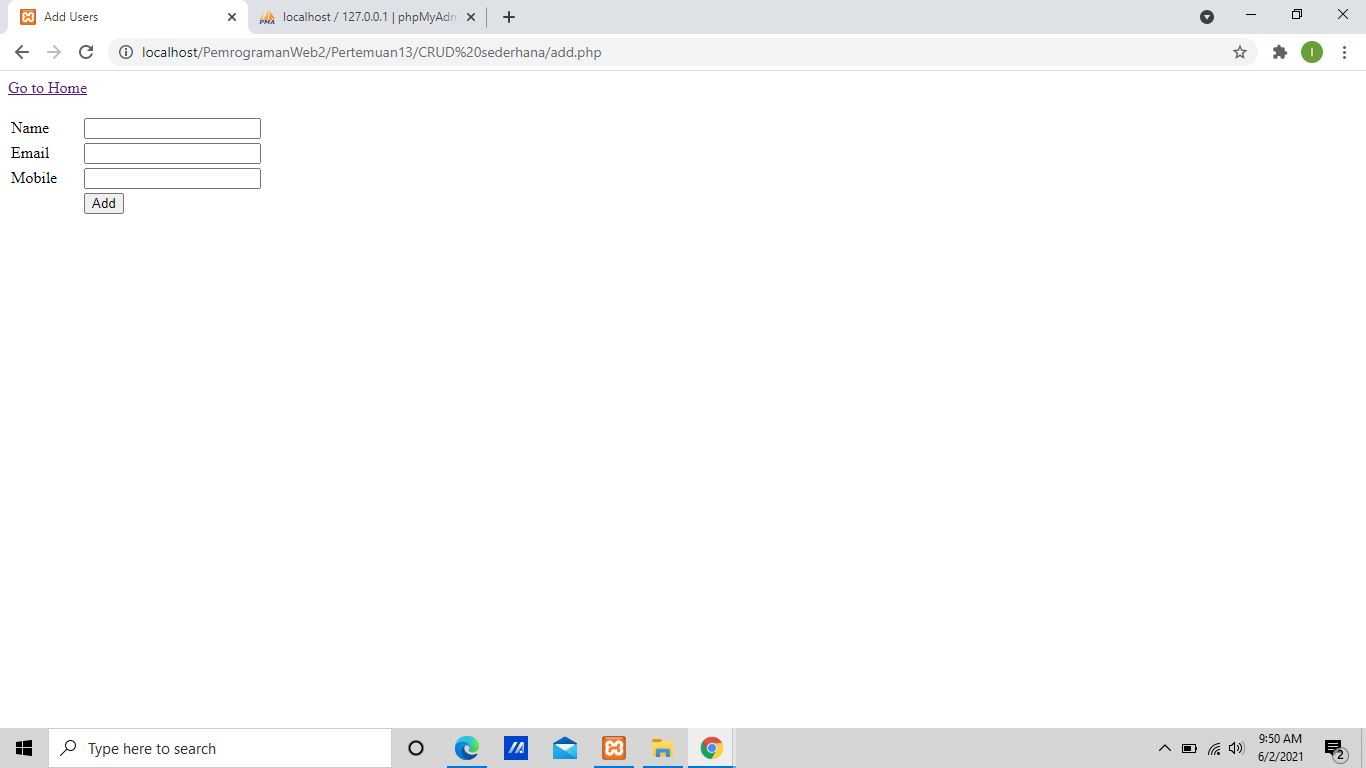 Add Users
localhost / 127.0.0.1 | phpMyAdm
localhost/PemrogramanWeb2/Pertemuan13/CRUD%20sederhana/add.php
I
Go to Home
Name
Email
Mobile
Add
Type here to search
9:50 AM
6/2/2021
2